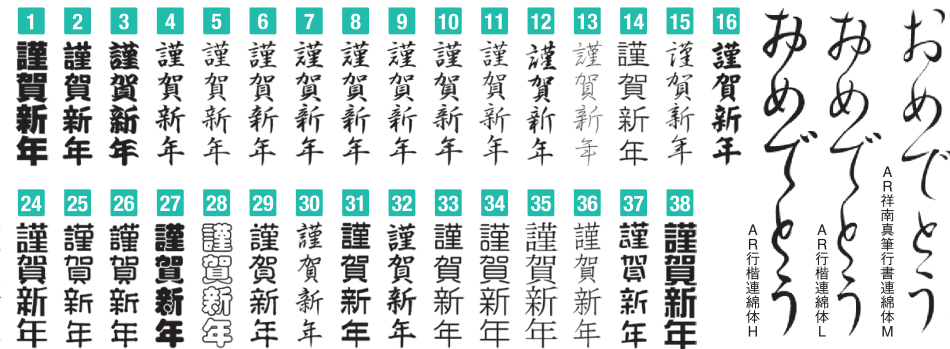 1
謹賀新年
2
謹賀新年
3
謹賀新年
4
謹賀新年
5
謹賀新年
6
謹賀新年
7
謹賀新年
8
謹賀新年
9
謹賀新年
10
謹賀新年
11
謹賀新年
12
謹賀新年
13
謹賀新年
14
謹賀新年
15
謹賀新年
16
謹賀新年
おめでとう
AR行楷連綿体H
おめでとう
AR行楷連綿体L
おめでとう
AR祥南真筆行書連綿体M
24
謹賀新年
25
謹賀新年
26
謹賀新年
27
謹賀新年
28
謹賀新年
29
謹賀新年
30
謹賀新年
31
謹賀新年
32
謹賀新年
33
謹賀新年
34
謹賀新年
35
謹賀新年
36
謹賀新年
37
謹賀新年
38
謹賀新年